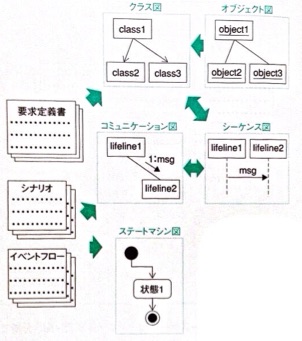 クラス図
class1
class2
class3
オブジェクト図
object1
object2
object3
要求定義書
コミュニケーション図
lifeline1
1:msg
lifeline2
シーケンス図
lifeline1
lifeline2
msg
シナリオ
イベントフロー
ステートマシン図
状態1